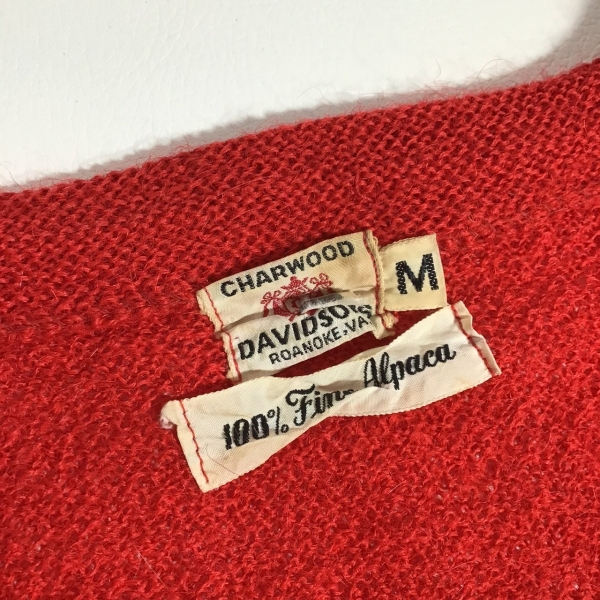 CHARWOOD
M
DAVIDSONS
ROANOKE, VA.
100% Fine Alpaca